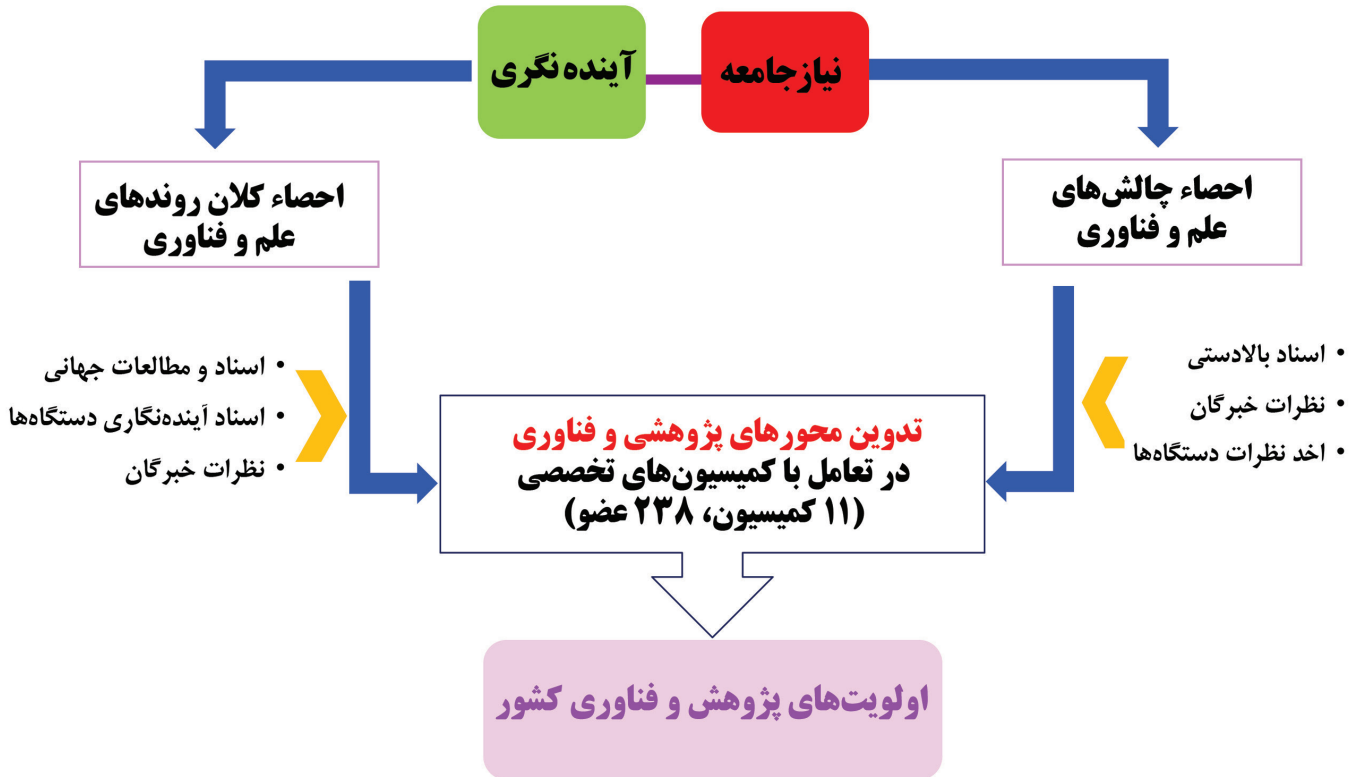 نیازجامعه
آینده نگری
احصاء چالش‌های
علم و فناوری
احصاء کلان روندهای
علم و فناوری
• اسناد بالادستی
• نظرات خبرگان
• اخد نظرات دستگاه‌ها
• اسناد و مطالعات جهانی
• اسناد آینده‌نگاری دستگاه‌ها
• نظرات خبرگان
تدوین محورهای پژوهشی و فناوری
در تعامل با کمیسیون‌های تخصصی
(۱۱ کمیسیون، ۲۳۸ عضو)
اولویت‌های پژوهش و فناوری کشور